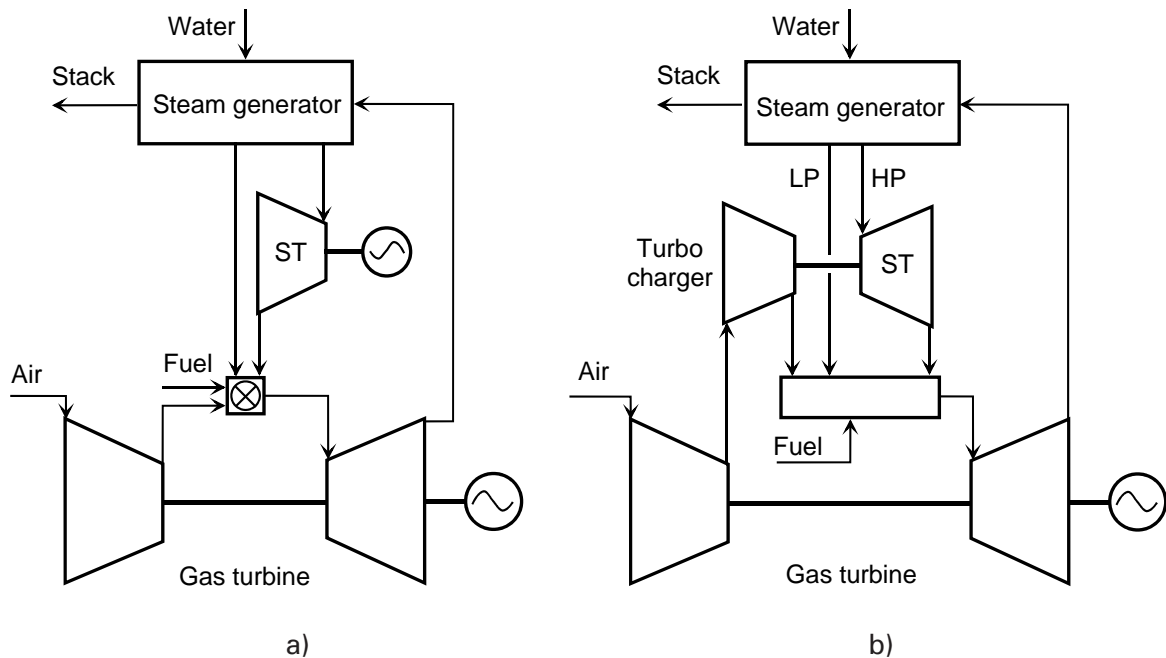 Water
Stack
Steam generator
ST
Fuel
Air
Gas turbine
a)
Water
Stack
Steam generator
LP
HP
Turbo
charger
ST
Air
Fuel
Gas turbine
b)